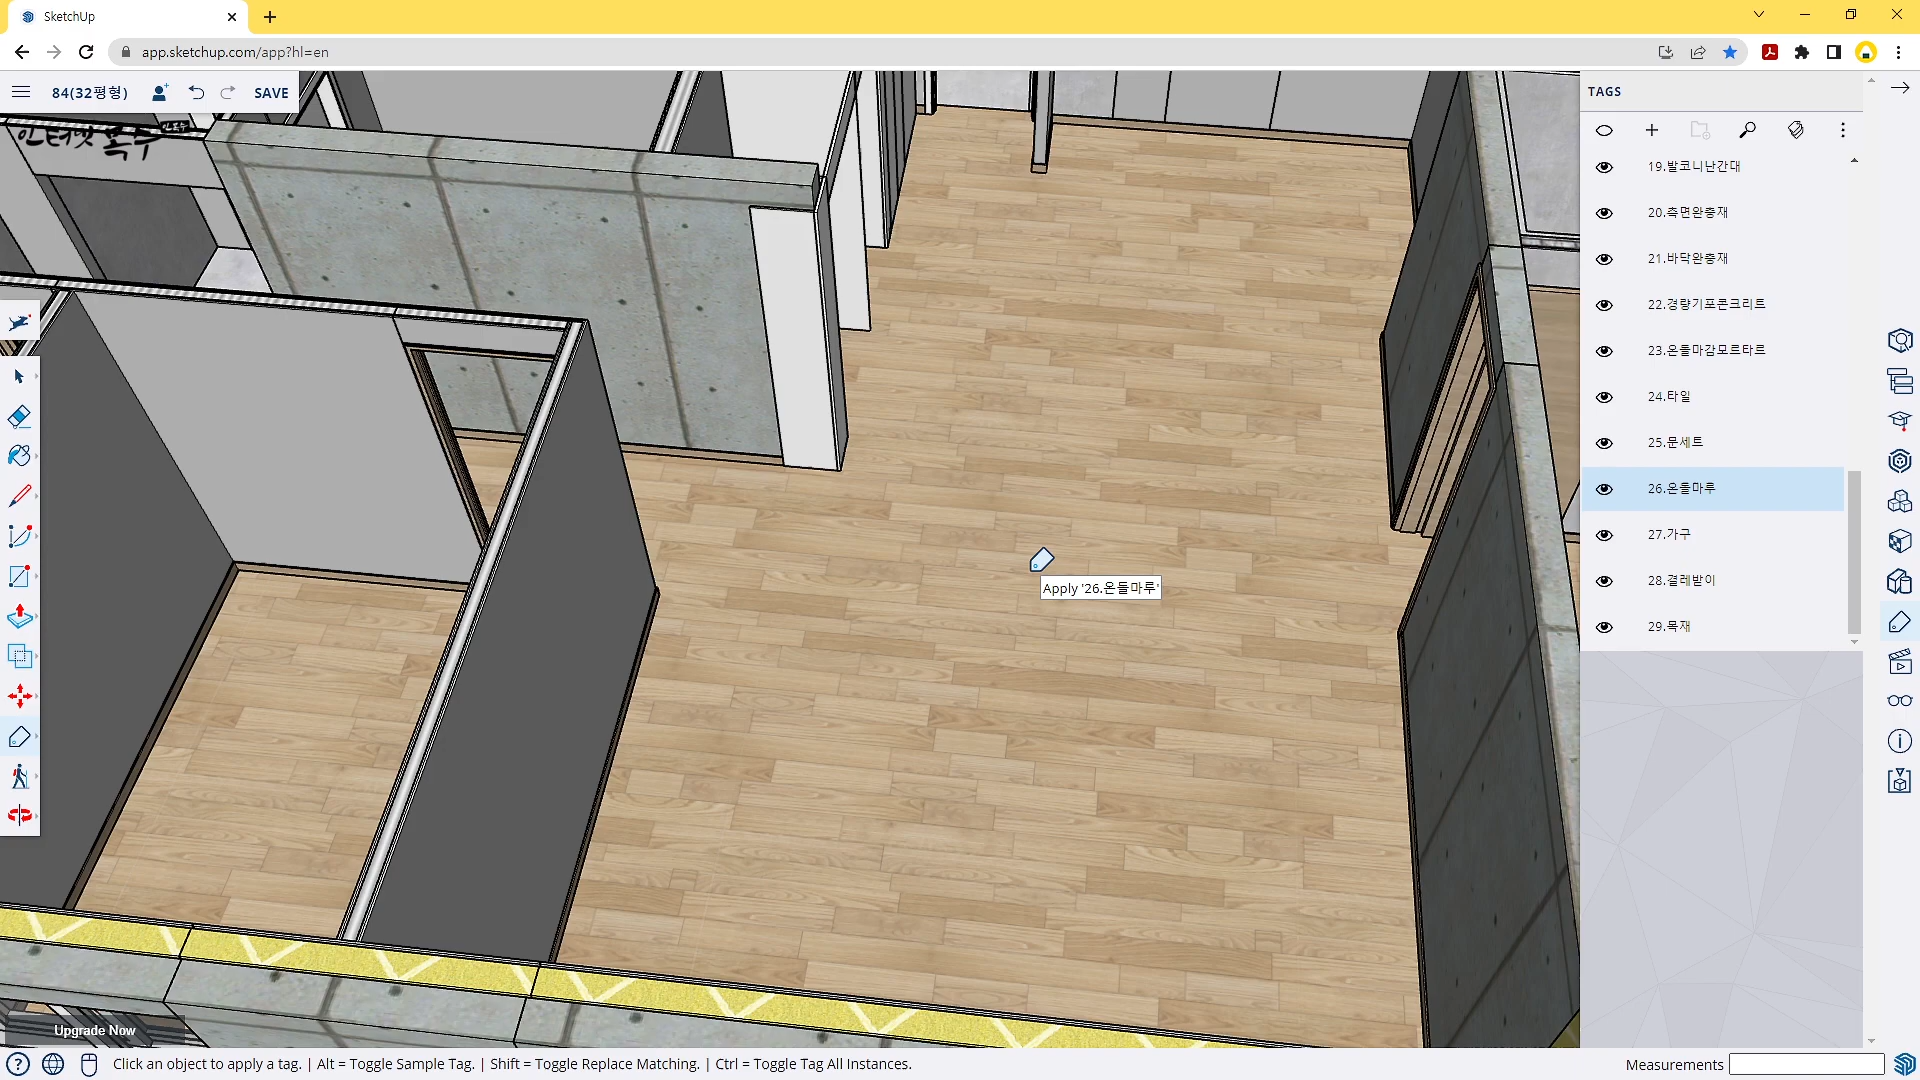 SketchUp
app.sketchup.com/app?hl=en
84(32평형)
SAVE
TAGS
인터넷 목수
19.발코니난간대
20.측면완충재
21.바닥완충재
22.경량기포콘크리트
23.온돌마감모르타르
24.타일
25.문세트
26.온돌마루
27.가구
28.걸레받이
29.목재
Apply '26.온돌마루'
Upgrade Now
Click an object to apply a tag. | Alt = Toggle Sample Tag. | Shift = Toggle Replace Matching. | Ctrl = Toggle Tag All Instances.
Measurements